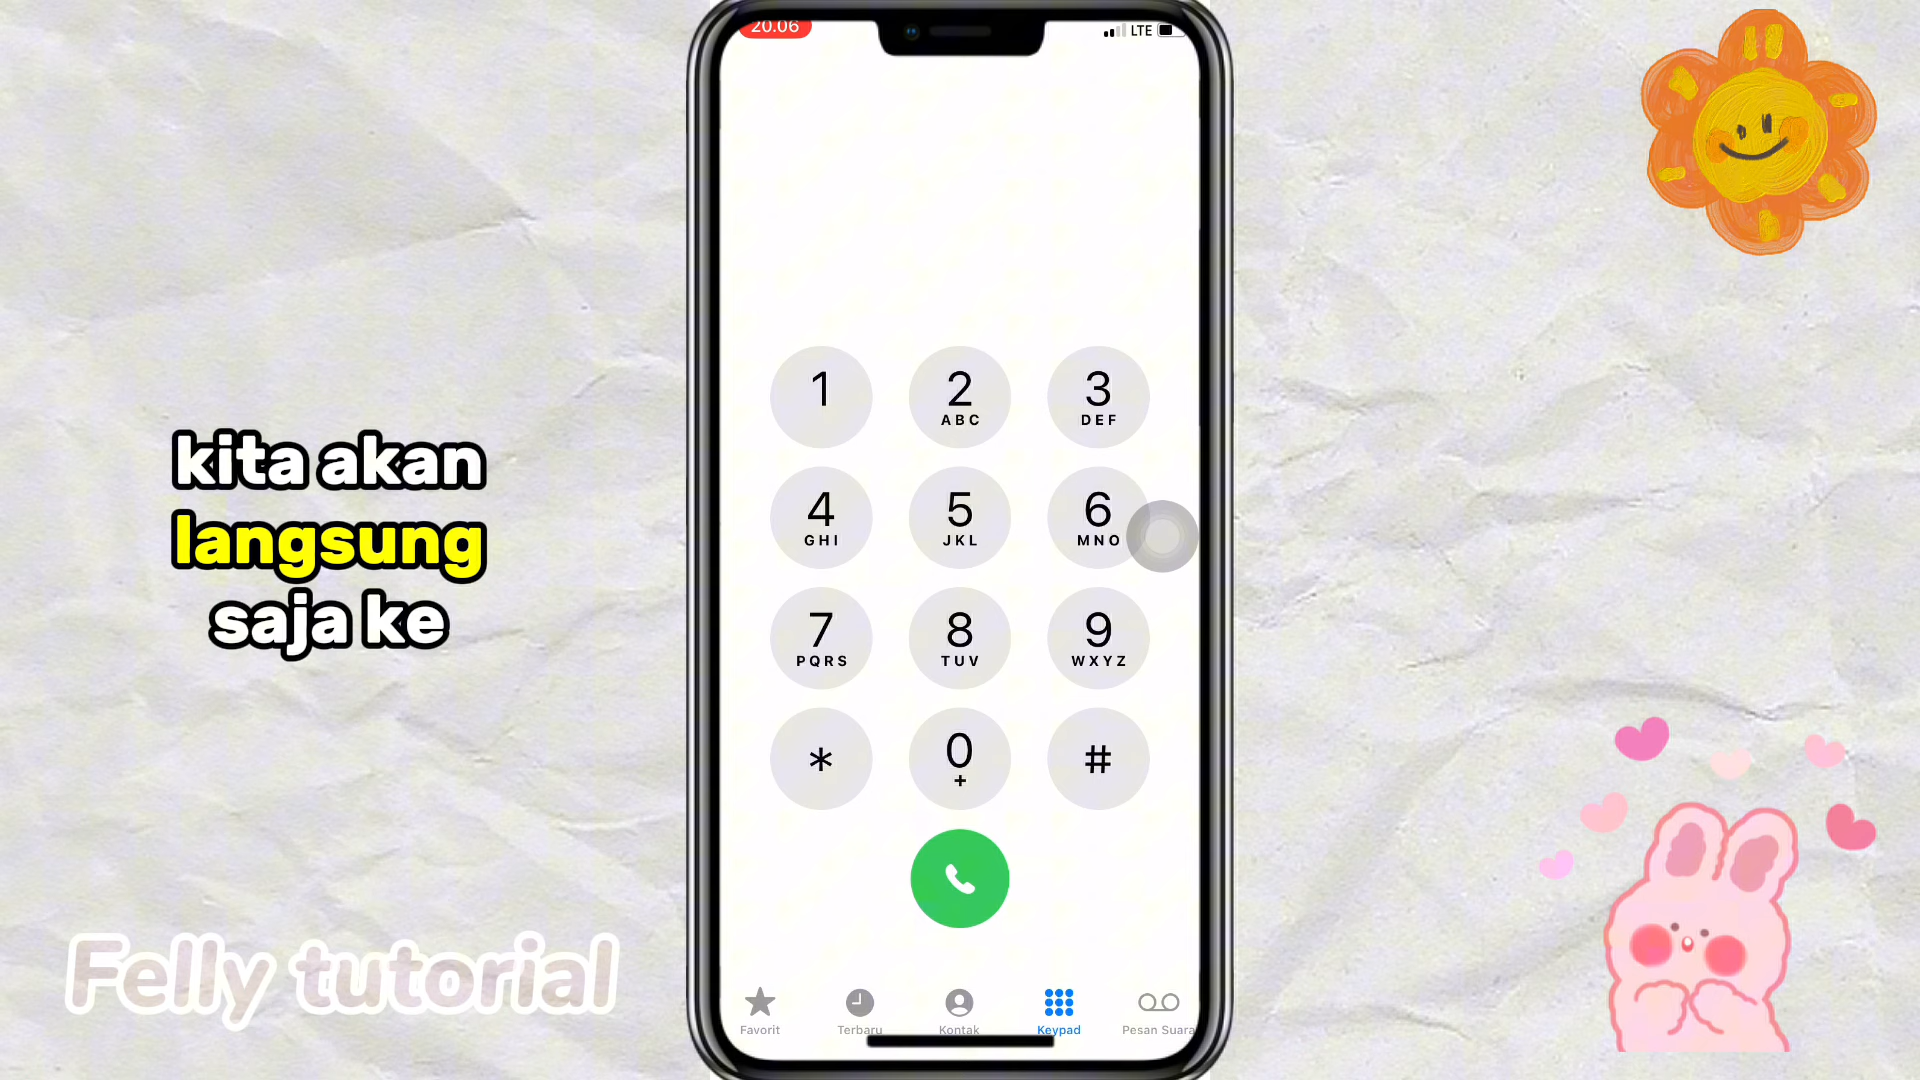 20.06
LTE
1
2
ABC
3
DEF
kita akan
langsung
saja ke
4
GHI
5
JKL
6
MNO
7
PQRS
8
TUV
9
WXYZ
*
0
+
#
Felly tutorial
Favorit
Terbaru
Kontak
Keypad
Pesan Suara